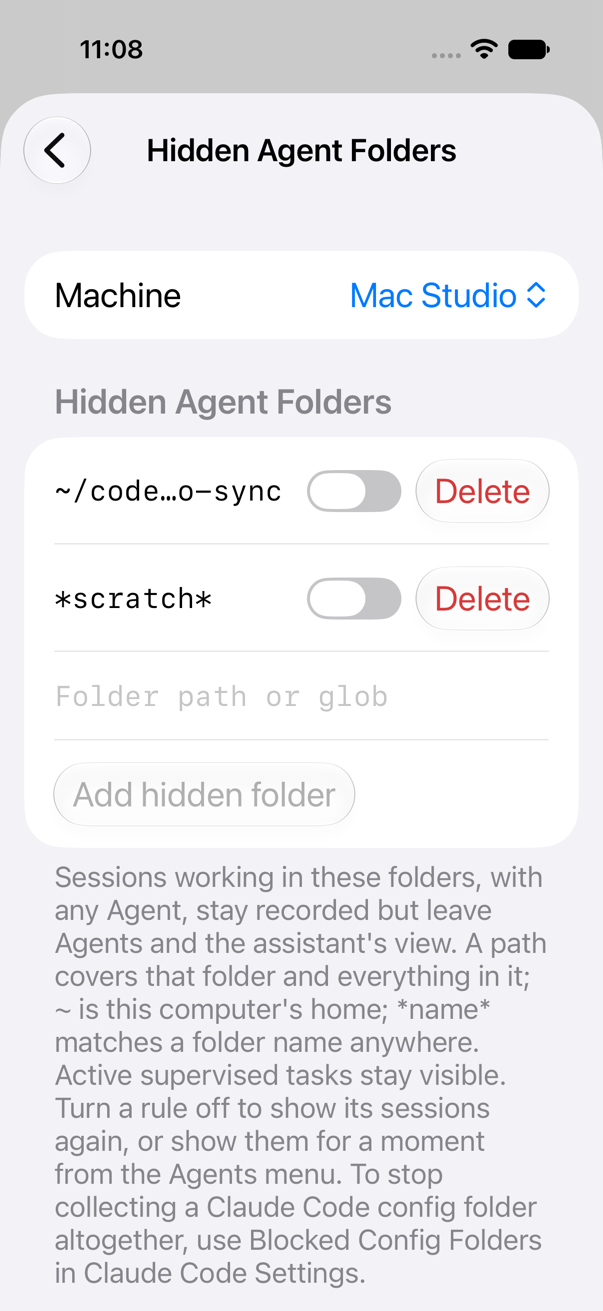 11:08
Hidden Agent Folders
Machine
Mac Studio
Hidden Agent Folders
~/code…o-sync
Delete
*scratch*
Delete
Folder path or glob
Add hidden folder
Sessions working in these folders, with
any Agent, stay recorded but leave
Agents and the assistant's view. A path
covers that folder and everything in it;
~ is this computer's home; *name*
matches a folder name anywhere.
Active supervised tasks stay visible.
Turn a rule off to show its sessions
again, or show them for a moment
from the Agents menu. To stop
collecting a Claude Code config folder
altogether, use Blocked Config Folders
in Claude Code Settings.